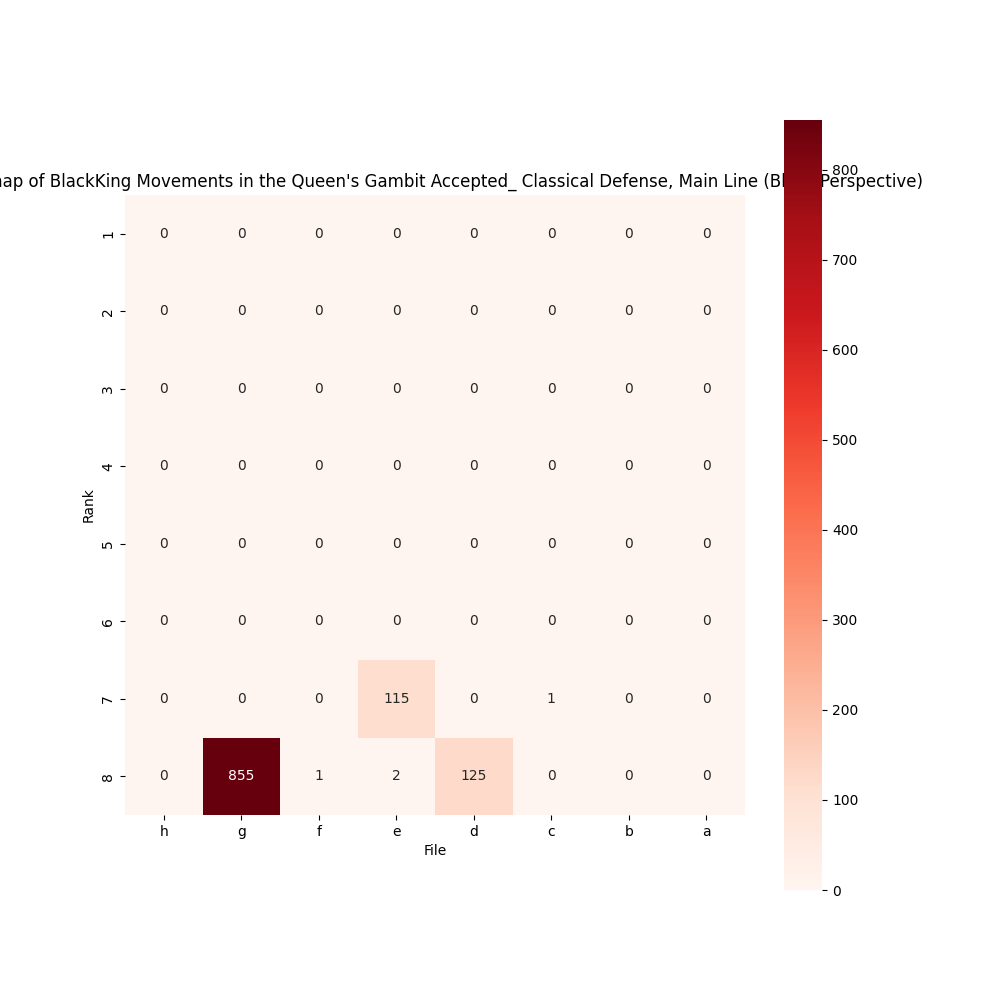 of BlackKing Movements in the Queen's Gambit Accepted_ Classical Defense, Main Line Perspective)
Rank
1 0 0 0 0 0 0 0 0
2 0 0 0 0 0 0 0 0
3 0 0 0 0 0 0 0 0
4 0 0 0 0 0 0 0 0
5 0 0 0 0 0 0 0 0
6 0 0 0 0 0 0 0 0
7 0 0 0 115 0 1 0 0
8 0 855 1 2 125 0 0 0
h g f e d c b a
File
800
700
600
500
400
300
200
100
0